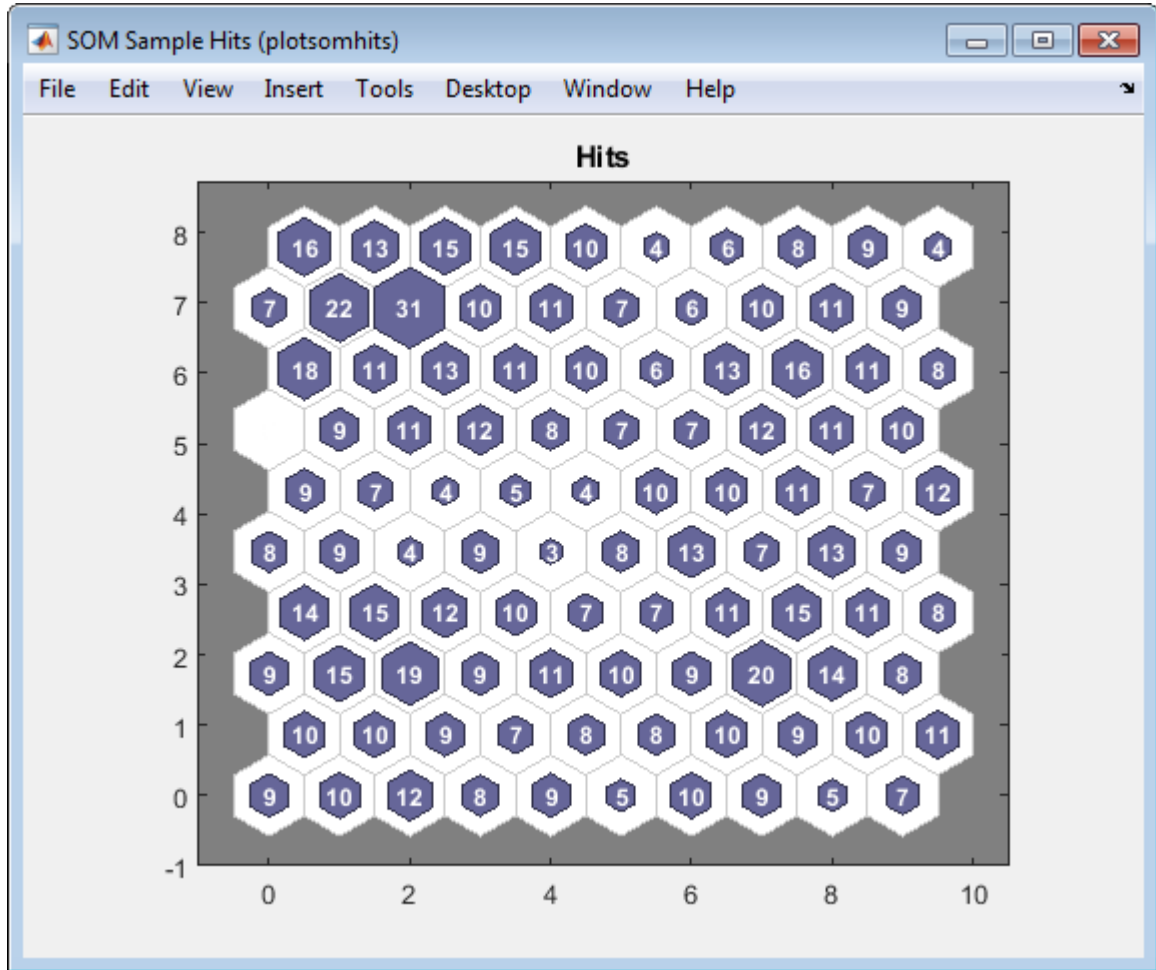 SOM Sample Hits (plotsomhits)
File Edit View Insert Tools Desktop Window Help
Hits
8 16 13 15 15 10 4 6 8 9 4
7 7 22 31 10 11 7 6 10 11 9
6 18 11 13 11 10 6 13 16 11 8
5 9 11 12 8 7 7 12 11 10
4 9 7 4 5 4 10 10 11 7 12
8 9 4 9 3 8 13 7 13 9
3 14 15 12 10 7 7 11 15 11 8
2 9 15 19 9 11 10 9 20 14 8
1 10 10 9 7 8 8 10 9 10 11
0 9 10 12 8 9 5 10 9 5 7
-1
0 2 4 6 8 10